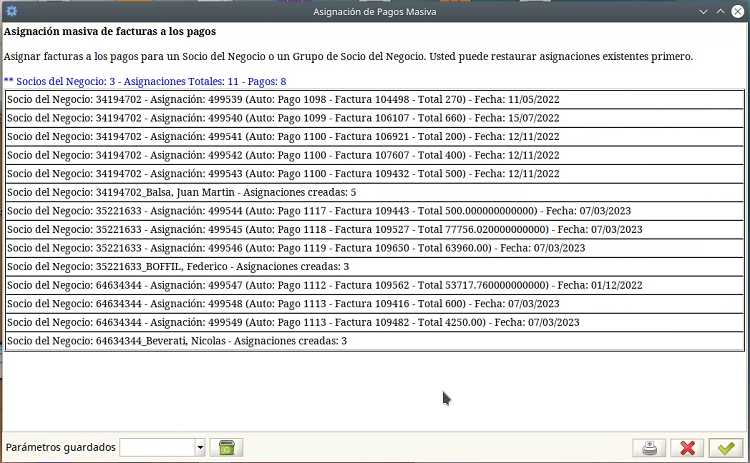 Asignación de Pagos Masiva
Asignación masiva de facturas a los pagos
Asignar facturas a los pagos para un Socio del Negocio o un Grupo de Socio del Negocio. Usted puede restaurar asignaciones existentes primero.
** Socios del Negocio: 3 - Asignaciones Totales: 11 - Pagos: 8
Socio del Negocio: 34194702 - Asignación: 499539 (Auto: Pago 1098 - Factura 104498 - Total 270) - Fecha: 11/05/2022
Socio del Negocio: 34194702 - Asignación: 499540 (Auto: Pago 1099 - Factura 106107 - Total 660) - Fecha: 15/07/2022
Socio del Negocio: 34194702 - Asignación: 499541 (Auto: Pago 1100 - Factura 106921 - Total 200) - Fecha: 12/11/2022
Socio del Negocio: 34194702 - Asignación: 499542 (Auto: Pago 1100 - Factura 107607 - Total 400) - Fecha: 12/11/2022
Socio del Negocio: 34194702 - Asignación: 499543 (Auto: Pago 1100 - Factura 109432 - Total 500) - Fecha: 12/11/2022
Socio del Negocio: 34194702_Balsa, Juan Martin - Asignaciones creadas: 5
Socio del Negocio: 35221633 - Asignación: 499544 (Auto: Pago 1117 - Factura 109443 - Total 500.000000000000) - Fecha: 07/03/2023
Socio del Negocio: 35221633 - Asignación: 499545 (Auto: Pago 1118 - Factura 109527 - Total 77756.020000000000) - Fecha: 07/03/2023
Socio del Negocio: 35221633 - Asignación: 499546 (Auto: Pago 1119 - Factura 109650 - Total 63960.00) - Fecha: 07/03/2023
Socio del Negocio: 35221633_BOFFIL, Federico - Asignaciones creadas: 3
Socio del Negocio: 64634344 - Asignación: 499547 (Auto: Pago 1112 - Factura 109562 - Total 53717.760000000000) - Fecha: 01/12/2022
Socio del Negocio: 64634344 - Asignación: 499548 (Auto: Pago 1113 - Factura 109416 - Total 600) - Fecha: 07/03/2023
Socio del Negocio: 64634344 - Asignación: 499549 (Auto: Pago 1113 - Factura 109482 - Total 4250.00) - Fecha: 07/03/2023
Socio del Negocio: 64634344_Beverati, Nicolas - Asignaciones creadas: 3
Parámetros guardados